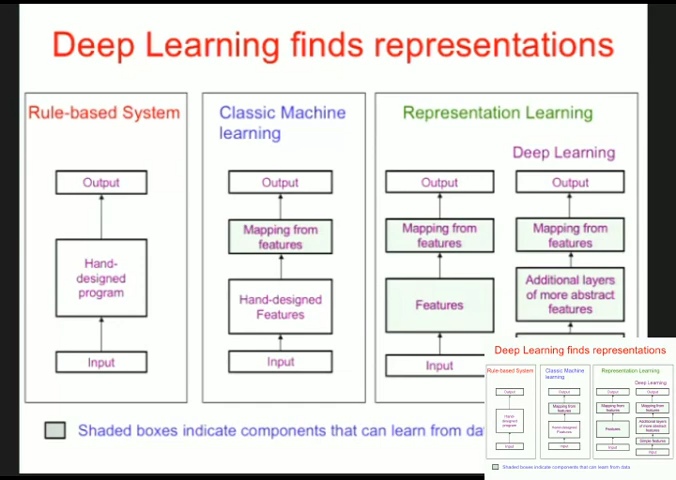 Deep Learning finds representations
Rule-based System
Output
Hand-
designed
program
Input
Classic Machine
learning
Output
Mapping from
features
Hand-designed
Features
Input
Representation Learning
Output
Mapping from
features
Features
Input
Deep Learning
Output
Mapping from
features
Additional layers
of more abstract
features
Shaded boxes indicate components that can learn from dat
Deep Learning finds representations
Rule-based System
Output
Hand-
designed
program
Input
Classic Machine
learning
Output
Mapping from
features
Hand-designed
Features
Input
Representation Learning
Output
Mapping from
features
Features
Input
Deep Learning
Output
Mapping from
features
Additional layers
of more abstract
features
Simple features
Input
Shaded boxes indicate components that can learn from data